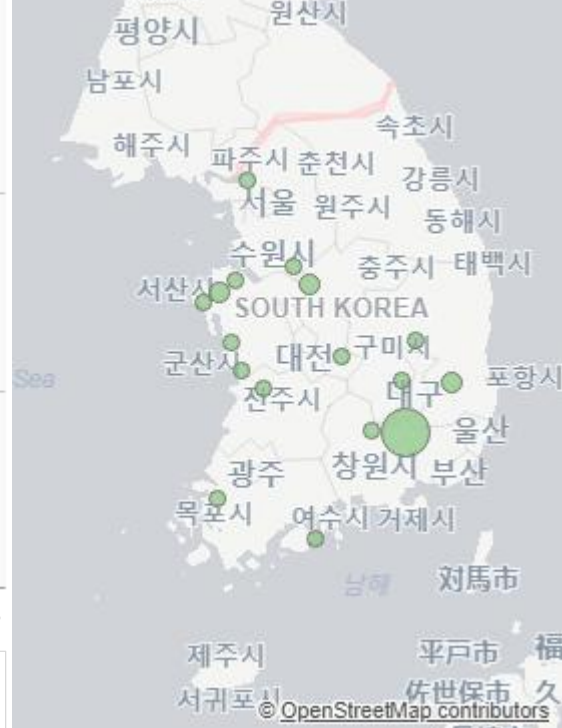 원산시
평양시
남포시
속초시
해주시
파주시 춘천시
강릉시
서울 원주시
동해시
수원시
태백시
충주시
서산시
SOUTH KOREA
구미시
대전
군산시
포항시
Sea
대구
전주시
울산
창원시 부산
광주
목포시 여수시 거제시
남해
対馬市
제주시 平戸市 福
서귀포시 佐世保市 久
© OpenStreetMap contributors